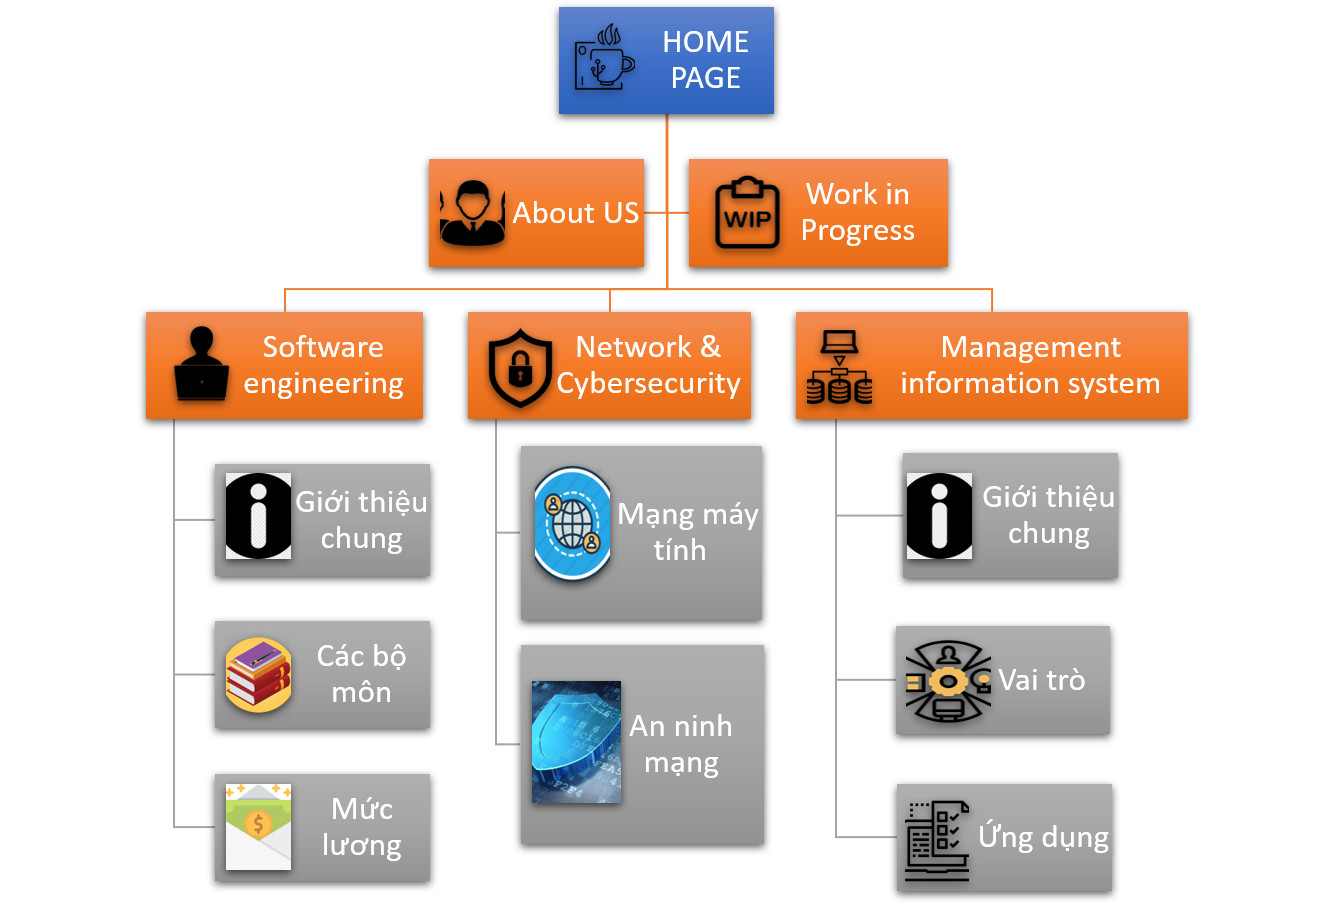 HOME
PAGE
About US
WIP
Work in
Progress
Software
engineering
Network &
Cybersecurity
Management
information system
Giới thiệu
chung
Các bộ
môn
Mức
lương
Mạng máy
tính
An ninh
mạng
Giới thiệu
chung
Vai trò
Ứng dụng